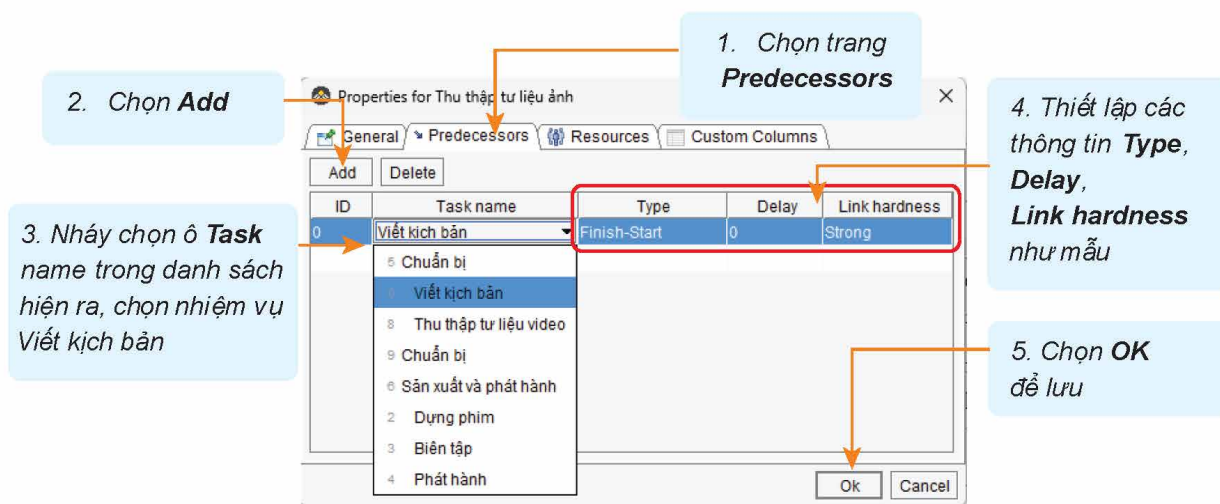 1. Chọn trang
Predecessors
2. Chọn Add
Properties for Thu thập tư liệu ảnh
General
Predecessors
Resources
Custom Columns
Add
Delete
ID
Task name
Type
Delay
Link hardness
0
Viết kich bản
Finish-Start
0
Strong
3. Nháy chọn ô Task
name trong danh sách
hiện ra, chọn nhiệm vụ
Viết kịch bản
4. Thiết lập các
thông tin Type,
Delay,
Link hardness
như mẫu
5 Chuẩn bị
Viết kịch bản
8 Thu thập tư liệu video
9 Chuẩn bị
6 Sản xuất và phát hành
2 Dựng phim
3 Biên tập
4 Phát hành
5. Chọn OK
để lưu
Ok
Cancel